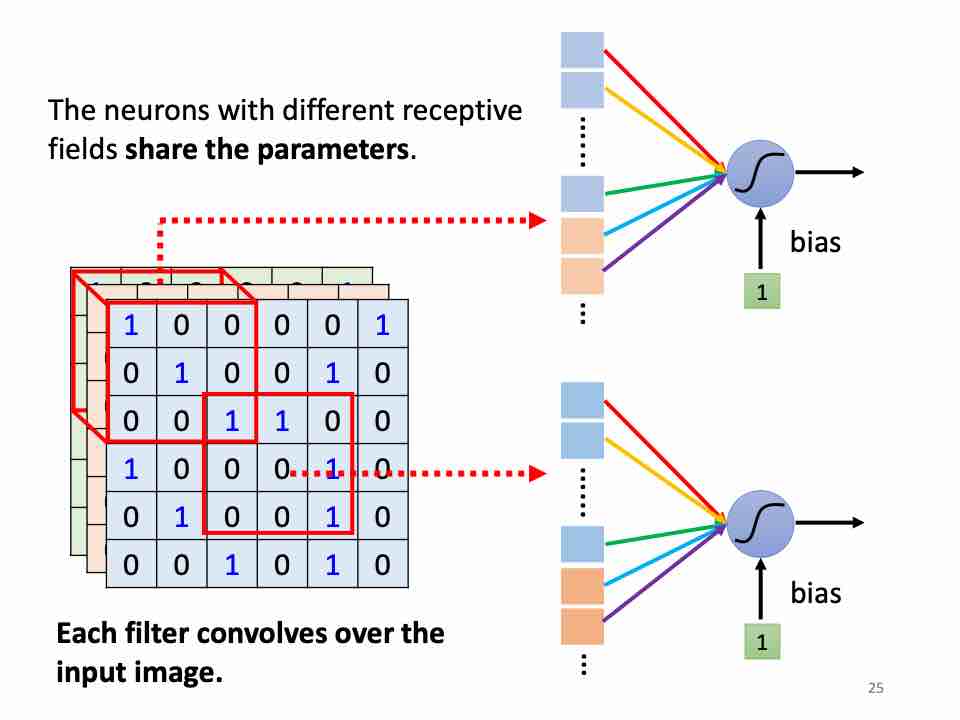 The neurons with different receptive
fields share the parameters.
bias
1
1 0 0 0 0 1
0 1 0 0 1 0
0 0 1 1 0 0
1 0 0 0 1 0
0 1 0 0 1 0
0 0 1 0 1 0
bias
1
Each filter convolves over the
input image.
25